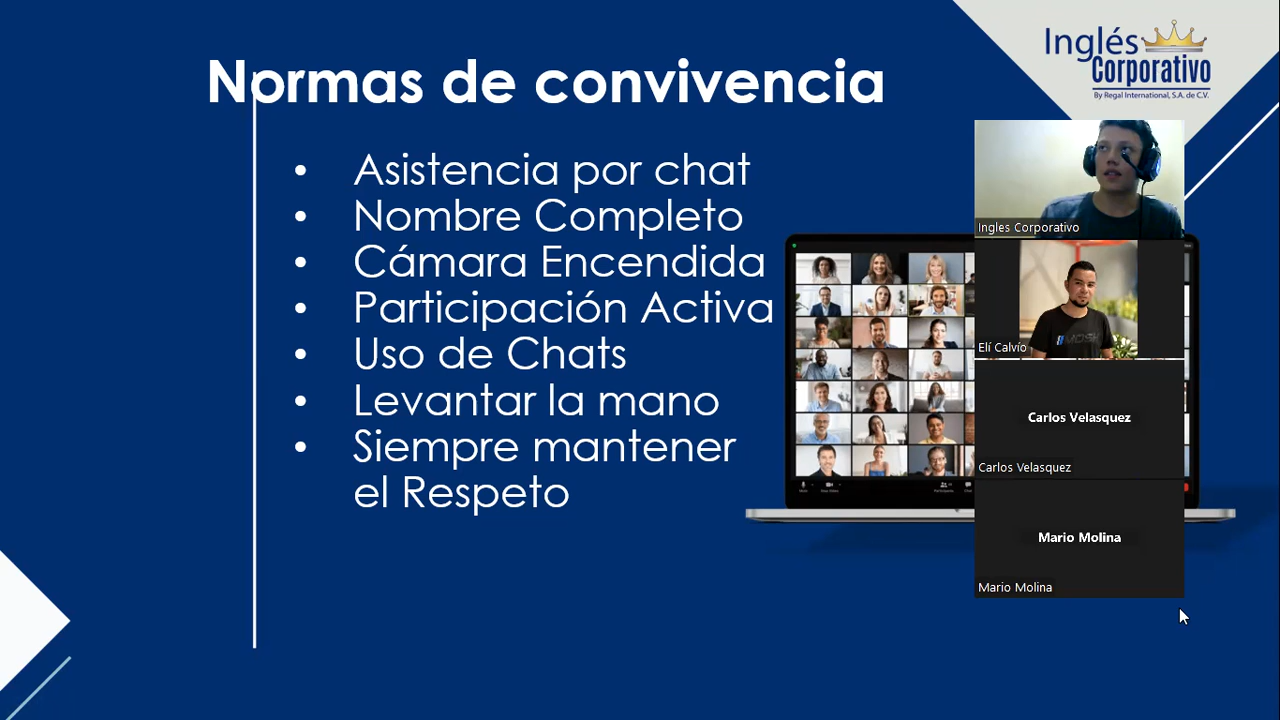 Inglés
Corporativo
By Regal International, S.A. de C.V.
Normas de convivencia
• Asistencia por chat
• Nombre Completo
• Cámara Encendida
• Participación Activa
• Uso de Chats
• Levantar la mano
• Siempre mantener
el Respeto
Ingles Corporativo
Elí Calvío
Carlos Velasquez
Carlos Velasquez
Mario Molina
Mario Molina